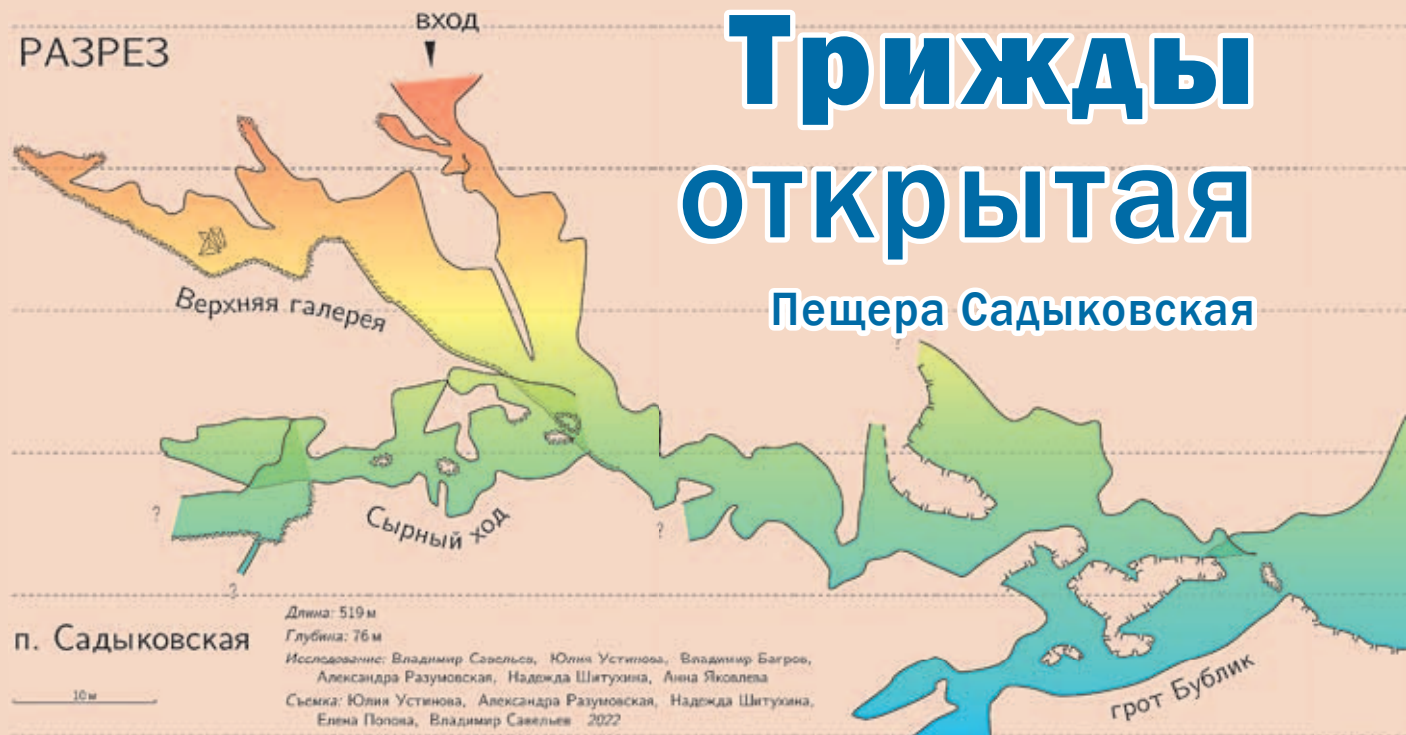 ВХОД
РАЗРЕЗ
Трижды
открытая
Пещера Садыковская
Верхняя галерея
?
Сырный ход
?
?
?
п. Садыковская
10 м
Длина: 519 м
Глубина: 76 м
Исследование: Владимир Савельев, Юлия Устинова, Владимир Багров,
Александра Разумовская, Надежда Шитухина, Анна Яковлева
Съемка: Юлия Устинова, Александра Разумовская, Надежда Шитухина,
Елена Попова, Владимир Савельев 2022
грот Бублик